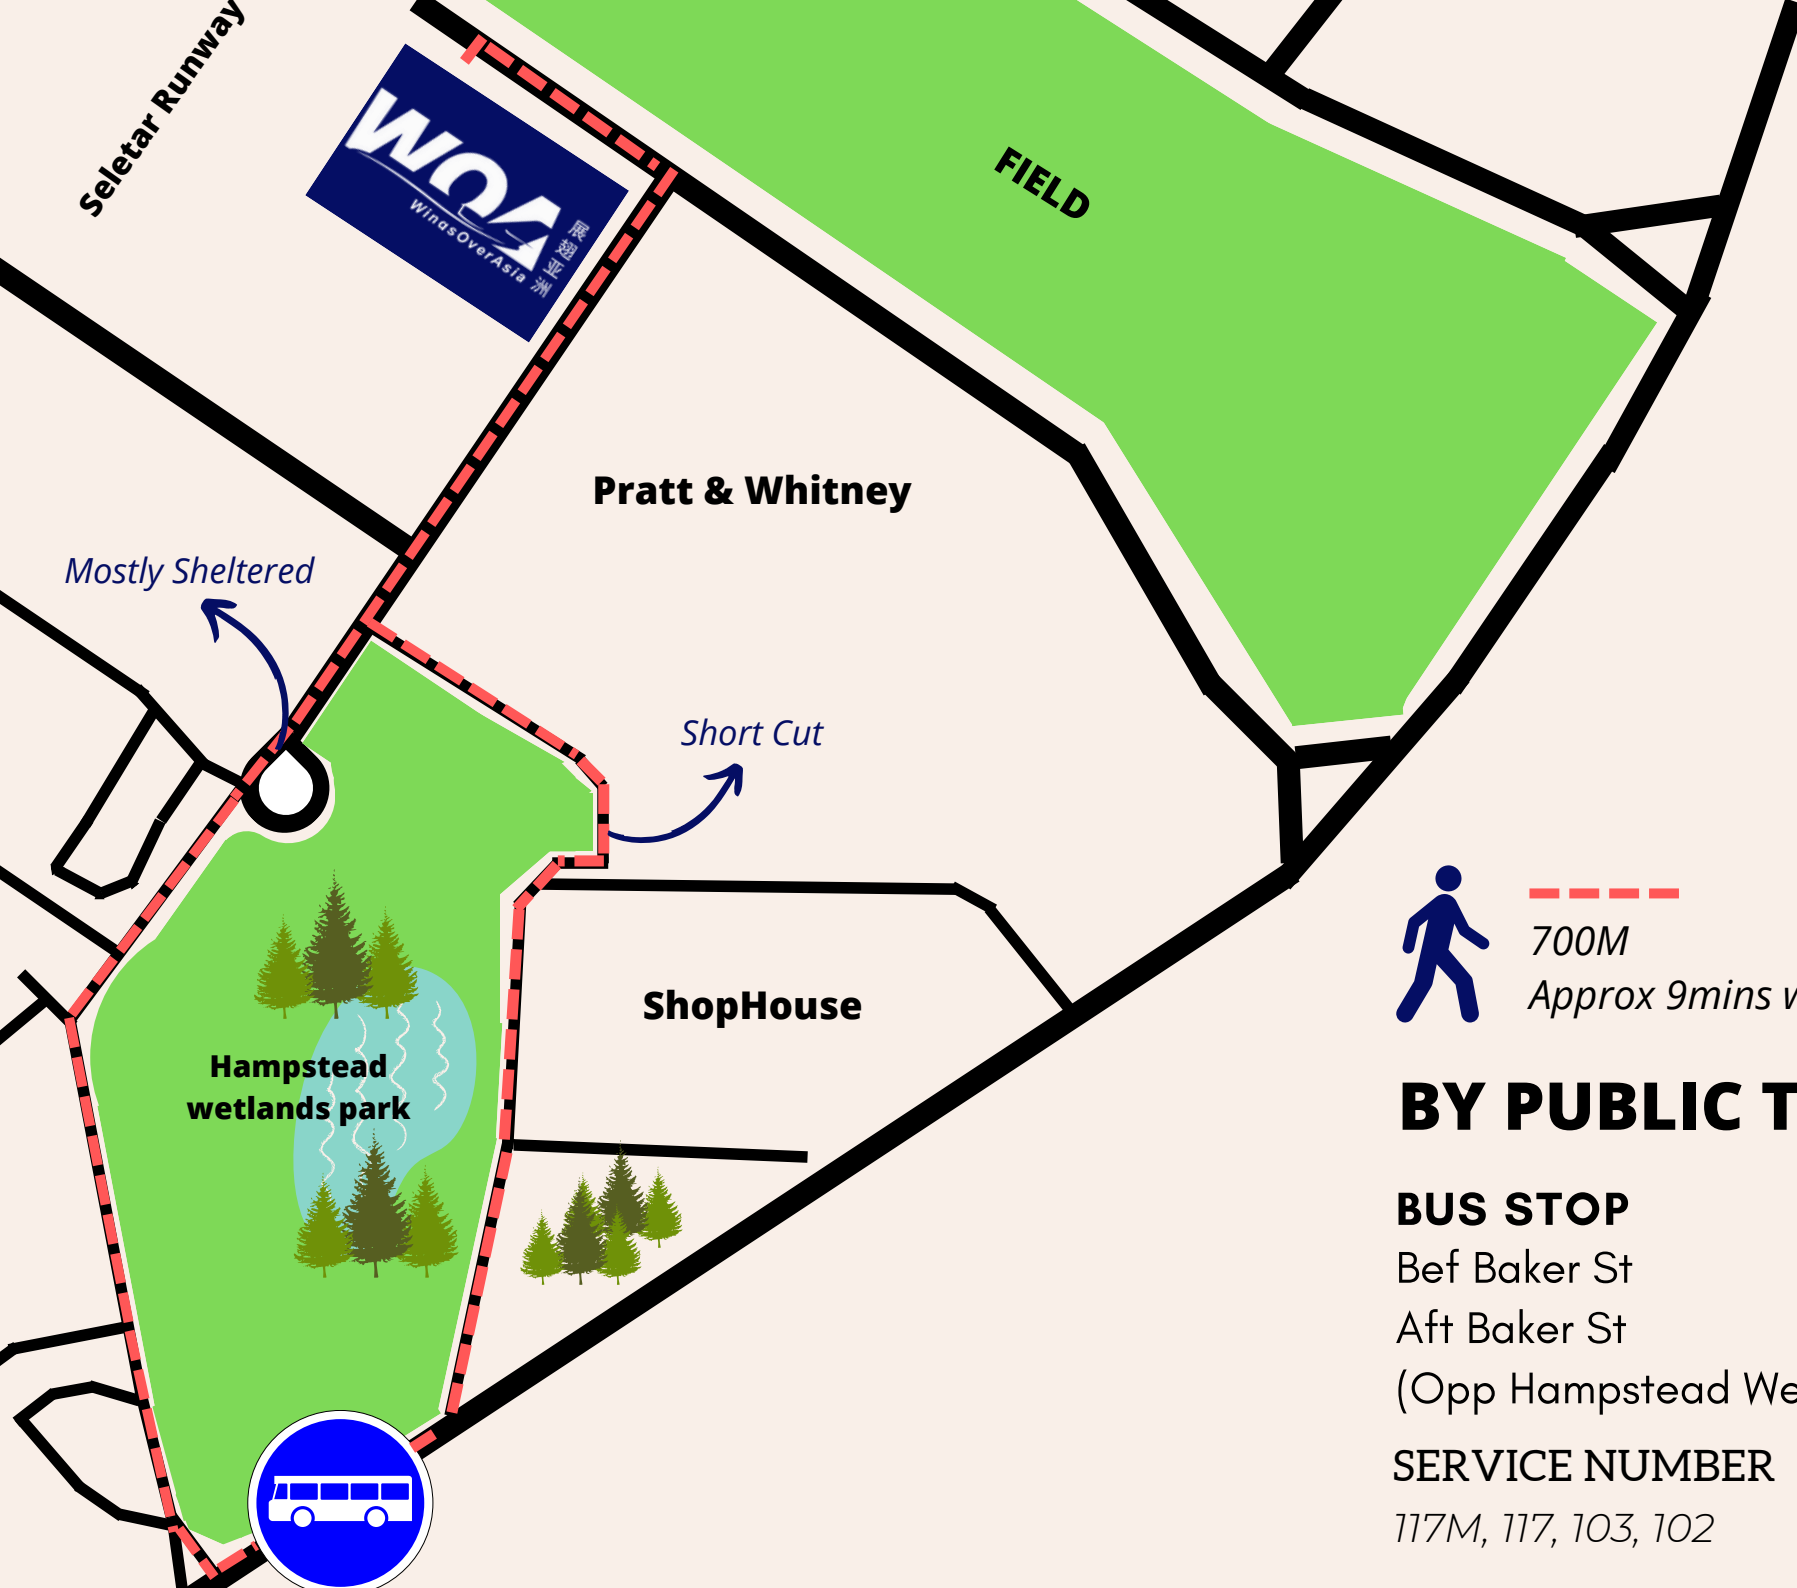 Seletar Runway
WOA
WingsOverAsia
展翅亚洲
FIELD
Pratt & Whitney
Mostly Sheltered
Short Cut
ShopHouse
Hampstead
wetlands park
700M
Approx 9mins w
BY PUBLIC T
BUS STOP
Bef Baker St
Aft Baker St
(Opp Hampstead We
SERVICE NUMBER
117M, 117, 103, 102